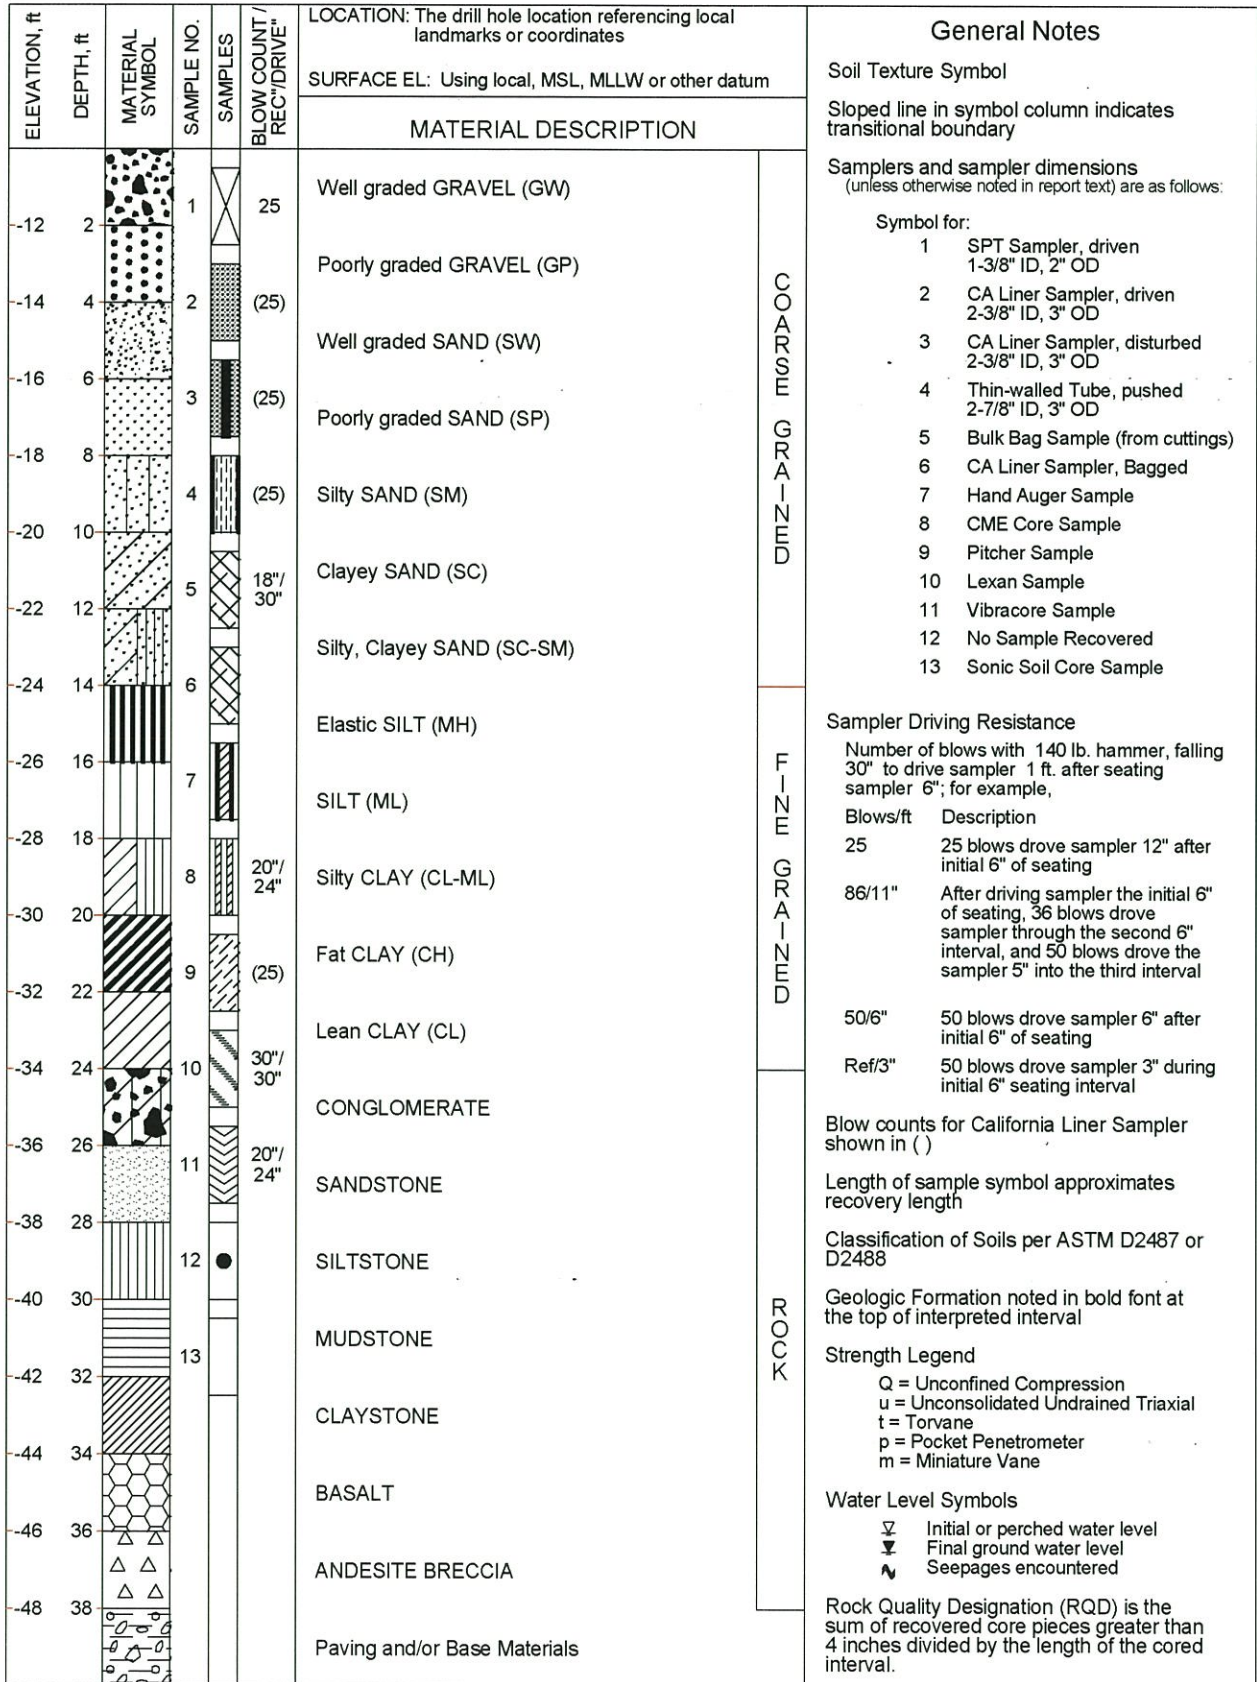 ELEVATION, ft
DEPTH, ft
MATERIAL
SYMBOL
SAMPLE NO.
SAMPLES
BLOW COUNT /
REC"/DRIVE"
LOCATION: The drill hole location referencing local
landmarks or coordinates
SURFACE EL: Using local, MSL, MLLW or other datum
MATERIAL DESCRIPTION
-12
-14
-16
-18
-20
-22
-24
-26
-28
-30
-32
-34
-36
-38
-40
-42
-44
-46
-48
2
4
6
8
10
12
14
16
18
20
22
24
26
28
30
32
34
36
38
1
2
3
4
5
6
7
8
9
10
11
12
13
25
(25)
(25)
(25)
18"/
30"
20"/
24"
(25)
30"/
30"
20"/
24"
Well graded GRAVEL (GW)
Poorly graded GRAVEL (GP)
Well graded SAND (SW)
Poorly graded SAND (SP)
Silty SAND (SM)
Clayey SAND (SC)
Silty, Clayey SAND (SC-SM)
Elastic SILT (MH)
SILT (ML)
Silty CLAY (CL-ML)
Fat CLAY (CH)
Lean CLAY (CL)
CONGLOMERATE
SANDSTONE
SILTSTONE
MUDSTONE
CLAYSTONE
BASALT
ANDESITE BRECCIA
Paving and/or Base Materials
COARSE GRAINED
FINE GRAINED
ROCK
General Notes
Soil Texture Symbol
Sloped line in symbol column indicates
transitional boundary
Samplers and sampler dimensions
(unless otherwise noted in report text) are as follows:
Symbol for:
1 SPT Sampler, driven
1-3/8" ID, 2" OD
2 CA Liner Sampler, driven
2-3/8" ID, 3" OD
3 CA Liner Sampler, disturbed
2-3/8" ID, 3" OD
4 Thin-walled Tube, pushed
2-7/8" ID, 3" OD
5 Bulk Bag Sample (from cuttings)
6 CA Liner Sampler, Bagged
7 Hand Auger Sample
8 CME Core Sample
9 Pitcher Sample
10 Lexan Sample
11 Vibracore Sample
12 No Sample Recovered
13 Sonic Soil Core Sample
Sampler Driving Resistance
Number of blows with 140 lb. hammer, falling
30" to drive sampler 1 ft. after seating
sampler 6"; for example,
Blows/ft Description
25 25 blows drove sampler 12" after
initial 6" of seating
86/11" After driving sampler the initial 6"
of seating, 36 blows drove
sampler through the second 6"
interval, and 50 blows drove the
sampler 5" into the third interval
50/6" 50 blows drove sampler 6" after
initial 6" of seating
Ref/3" 50 blows drove sampler 3" during
initial 6" seating interval
Blow counts for California Liner Sampler
shown in ( )
Length of sample symbol approximates
recovery length
Classification of Soils per ASTM D2487 or
D2488
Geologic Formation noted in bold font at
the top of interpreted interval
Strength Legend
Q = Unconfined Compression
u = Unconsolidated Undrained Triaxial
t = Torvane
p = Pocket Penetrometer
m = Miniature Vane
Water Level Symbols
Initial or perched water level
Final ground water level
Seepages encountered
Rock Quality Designation (RQD) is the
sum of recovered core pieces greater than
4 inches divided by the length of the cored
interval.